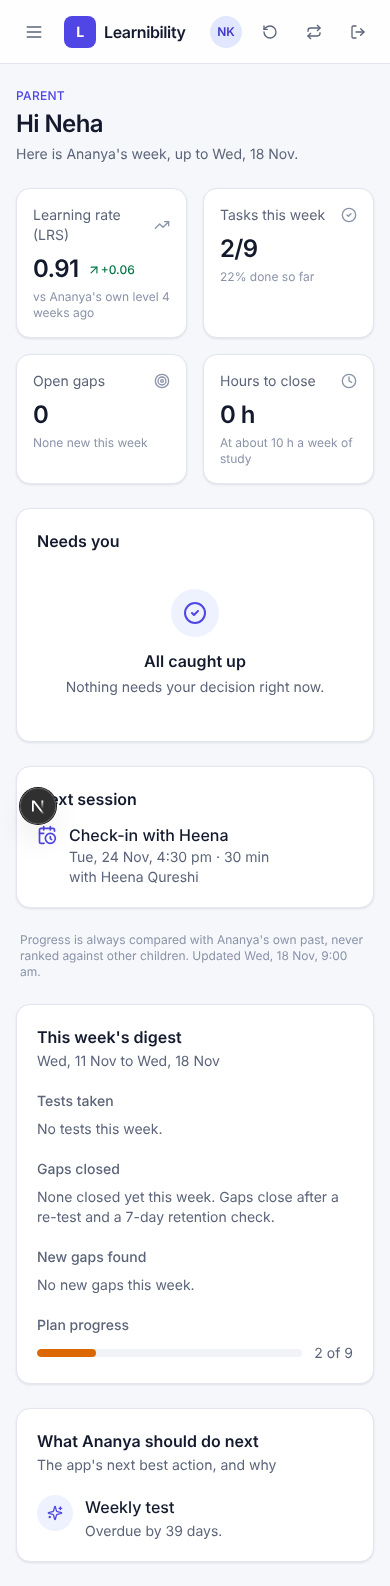 L Learnibility NK
PARENT
Hi Neha
Here is Ananya's week, up to Wed, 18 Nov.
Learning rate
(LRS)
0.91 +0.06
vs Ananya's own level 4
weeks ago
Tasks this week
2/9
22% done so far
Open gaps
0
None new this week
Hours to close
0 h
At about 10 h a week of
study
Needs you
All caught up
Nothing needs your decision right now.
N
ext session
Check-in with Heena
Tue, 24 Nov, 4:30 pm · 30 min
with Heena Qureshi
Progress is always compared with Ananya's own past, never
ranked against other children. Updated Wed, 18 Nov, 9:00
am.
This week's digest
Wed, 11 Nov to Wed, 18 Nov
Tests taken
No tests this week.
Gaps closed
None closed yet this week. Gaps close after a
re-test and a 7-day retention check.
New gaps found
No new gaps this week.
Plan progress
2 of 9
What Ananya should do next
The app's next best action, and why
Weekly test
Overdue by 39 days.